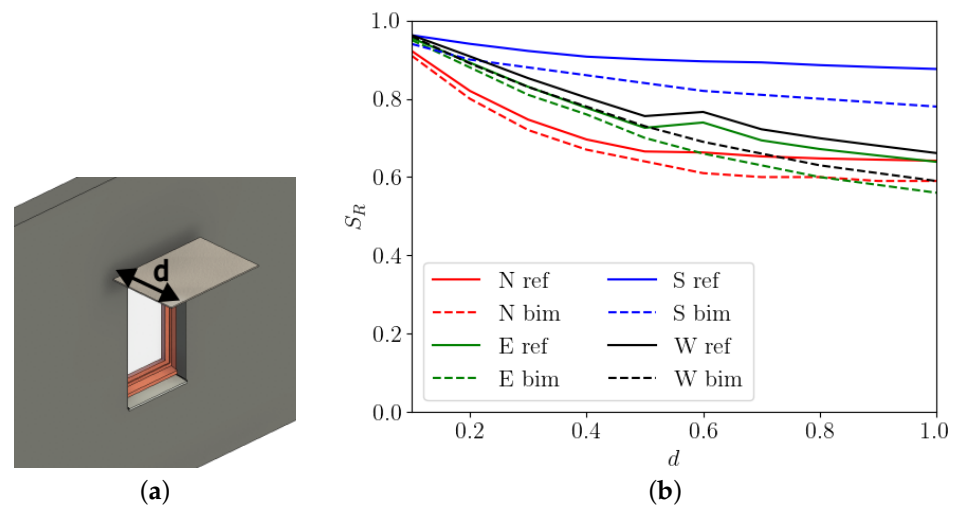 d
(a)
1.0
0.8
0.6
0.4
0.2
0.0
S_R
0.2 0.4 0.6 0.8 1.0
d
N ref
N bim
E ref
E bim
S ref
S bim
W ref
W bim
(b)